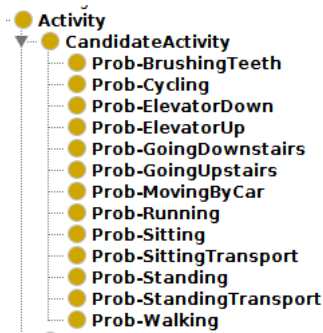 Activity
CandidateActivity
Prob-BrushingTeeth
Prob-Cycling
Prob-ElevatorDown
Prob-ElevatorUp
Prob-GoingDownstairs
Prob-GoingUpstairs
Prob-MovingByCar
Prob-Running
Prob-Sitting
Prob-SittingTransport
Prob-Standing
Prob-StandingTransport
Prob-Walking